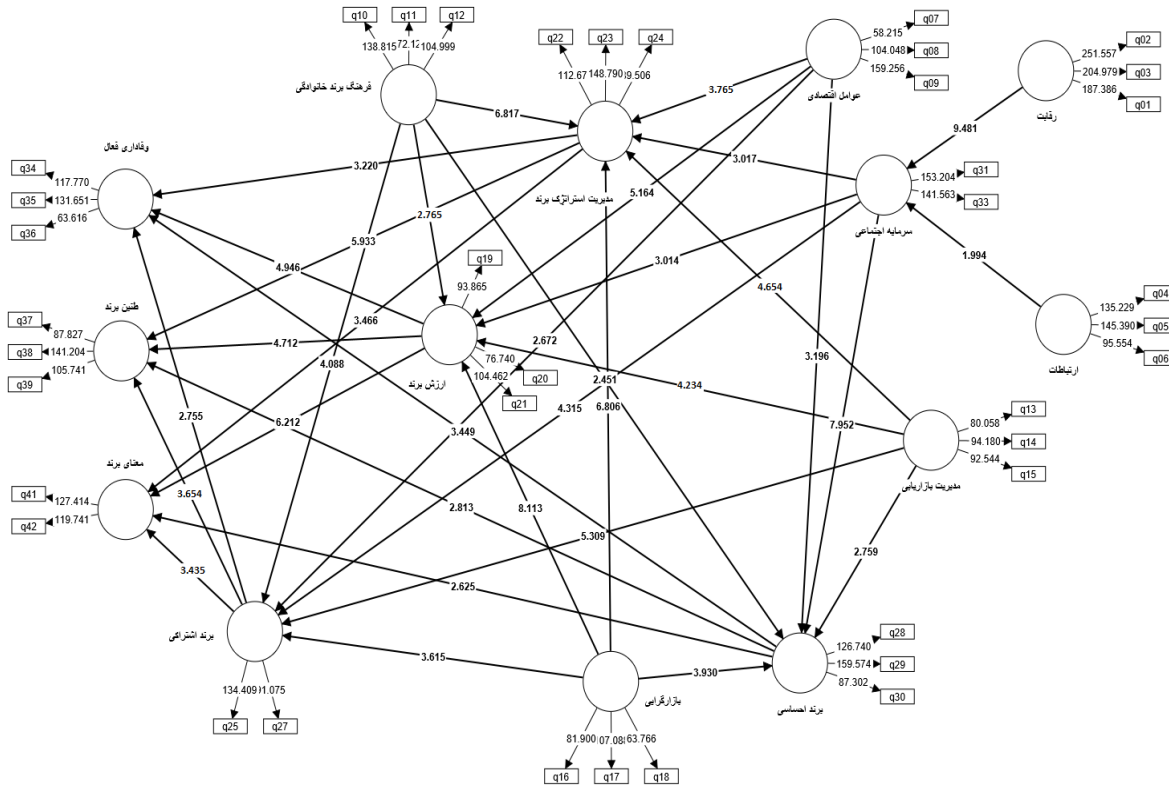 q10
q11
q12
138.815
104.999
فرهنگ برند خانوادگی
q22
q23
q24
148.790
مدیریت استراتژک برند
عوامل اقتصادی
58.215
104.048
159.256
q07
q08
q09
رقابت
251.557
204.979
187.386
q02
q03
q01
6.817
3.765
9.481
وفاداری فعال
q34
q35
q36
117.770
131.651
63.616
3.220
3.017
سرمایه اجتماعی
153.204
141.563
q31
q33
5.164
2.765
5.933
1.994
4.946
q19
93.865
3.014
4.654
ارتباطات
135.229
145.390
95.554
q04
q05
q06
طنین برند
q37
q38
q39
87.827
141.204
105.741
3.466
4.712
4.088
ارزش برند
76.740
104.462
q20
q21
2.672
3.196
2.451
4.234
6.806
4.315
2.755
6.212
3.449
7.952
مدیریت بازاریابی
80.058
94.180
92.544
q13
q14
q15
معنای برند
q41
q42
127.414
119.741
3.654
2.813
8.113
5.309
2.759
3.435
2.625
برند اشتراکی
134.409
q25
q27
3.615
3.930
بازارگرایی
81.900
63.766
q16
q17
q18
برند احساسی
126.740
159.574
87.302
q28
q29
q30